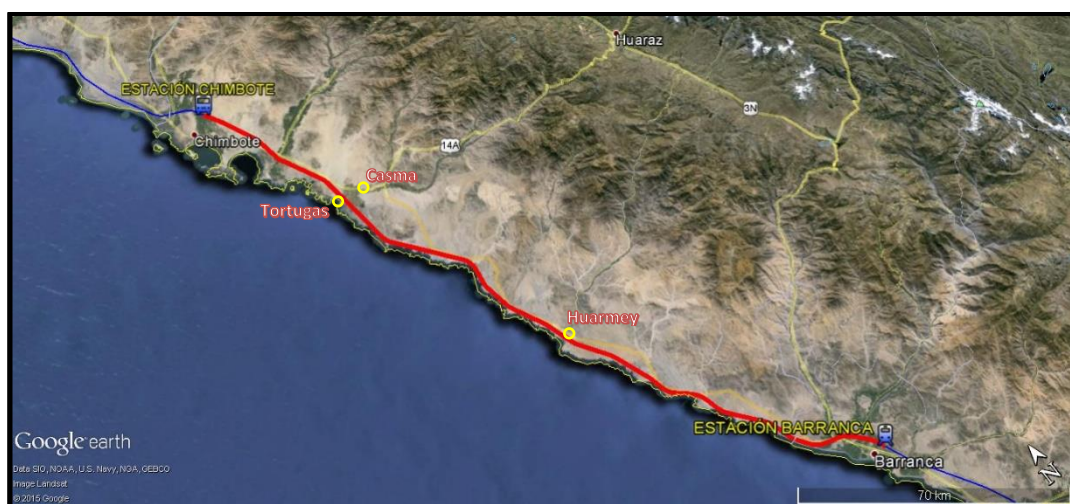 Huaraz
ESTACIÓN CHIMBOTE
3N
Chimbote
14A
Casma
Tortugas
Huarmey
ESTACIÓN BARRANCA
Google earth
Barranca
N
Data SIO, NOAA, U.S. Navy, NGA, GEBCO
Image Landsat
© 2015 Google
70 km